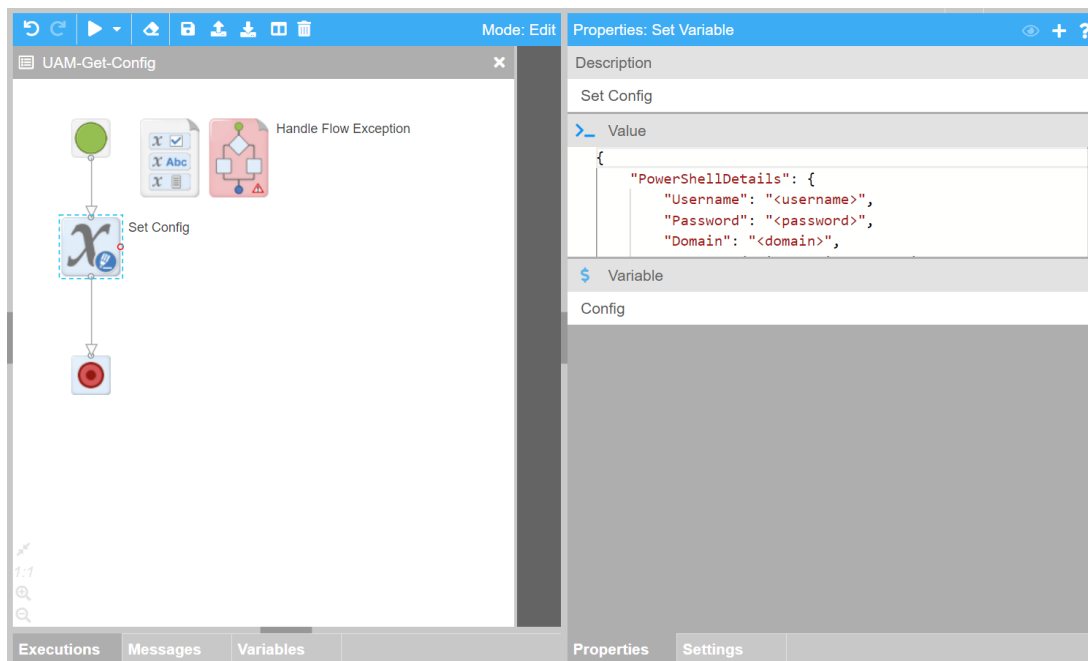 Mode: Edit
Properties: Set Variable
UAM-Get-Config
Description
Set Config
Value
{
"PowerShellDetails": {
"Username": "<username>",
"Password": "<password>",
"Domain": "<domain>",
Variable
Config
x
x Abc
x
Handle Flow Exception
X
Set Config
1:1
Executions
Messages
Variables
Properties
Settings